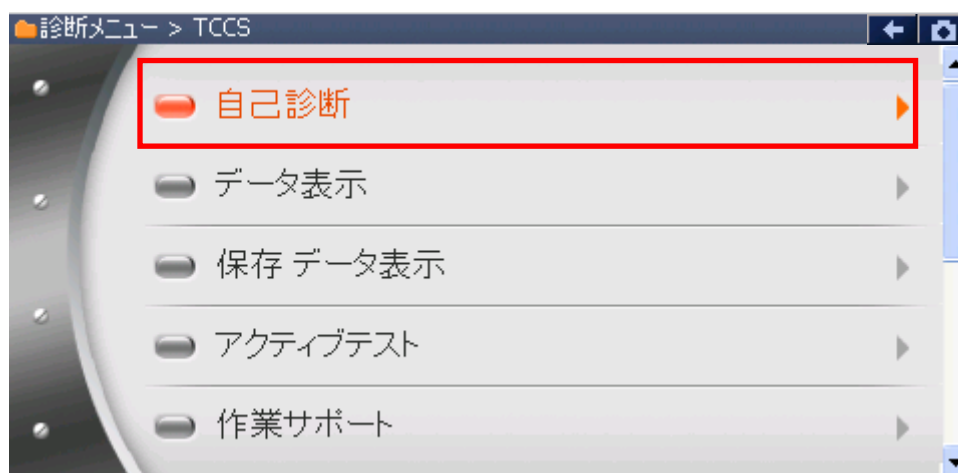 診断メニュー > TCCS
自己診断
データ表示
保存 データ表示
アクティブテスト
作業サポート